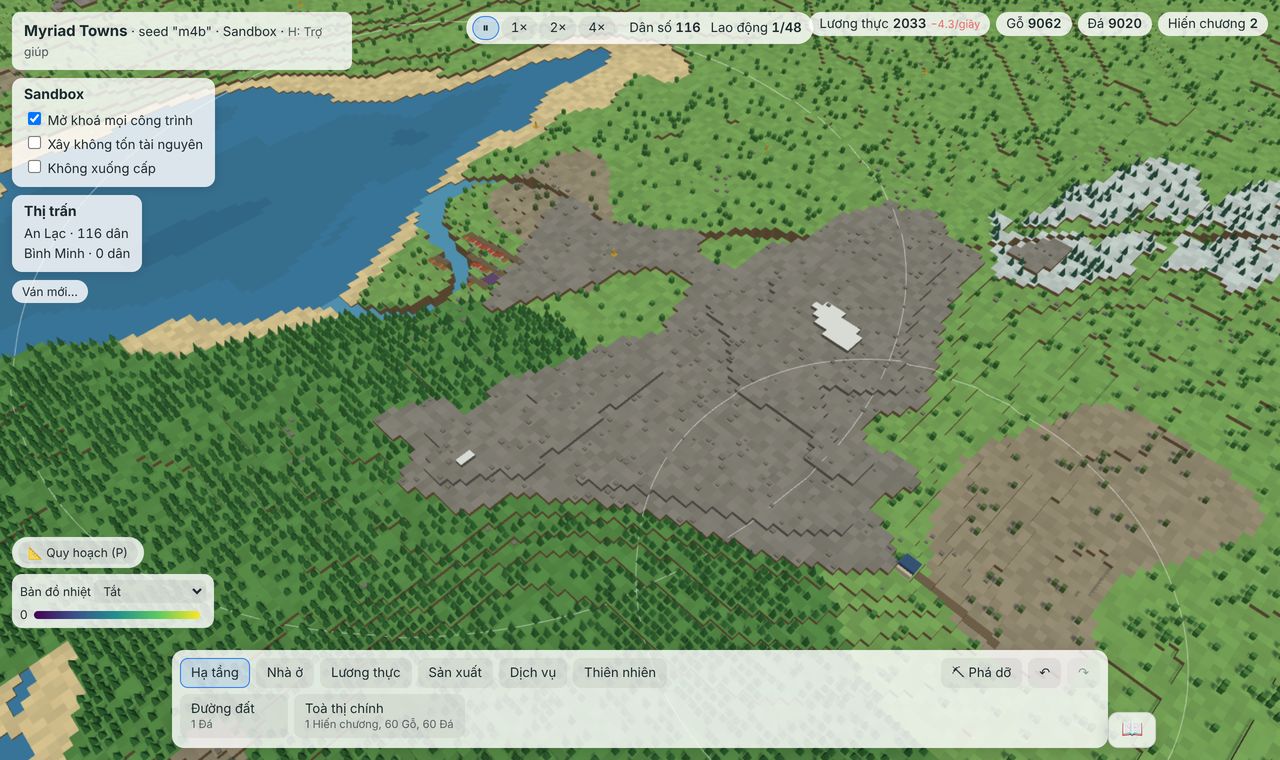 Myriad Towns · seed "m4b" · Sandbox · H: Trợ
giúp
⏸ 1× 2× 4× Dân số 116 Lao động 1/48
Lương thực 2033 −4.3/giây Gỗ 9062 Đá 9020 Hiến chương 2
Sandbox
Mở khoá mọi công trình
Xây không tốn tài nguyên
Không xuống cấp
Thị trấn
An Lạc · 116 dân
Bình Minh · 0 dân
Ván mới...
📐 Quy hoạch (P)
Bản đồ nhiệt Tắt
0
Hạ tầng Nhà ở Lương thực Sản xuất Dịch vụ Thiên nhiên ⛏ Phá dỡ ↶ ↷
Đường đất
1 Đá
Toà thị chính
1 Hiến chương, 60 Gỗ, 60 Đá